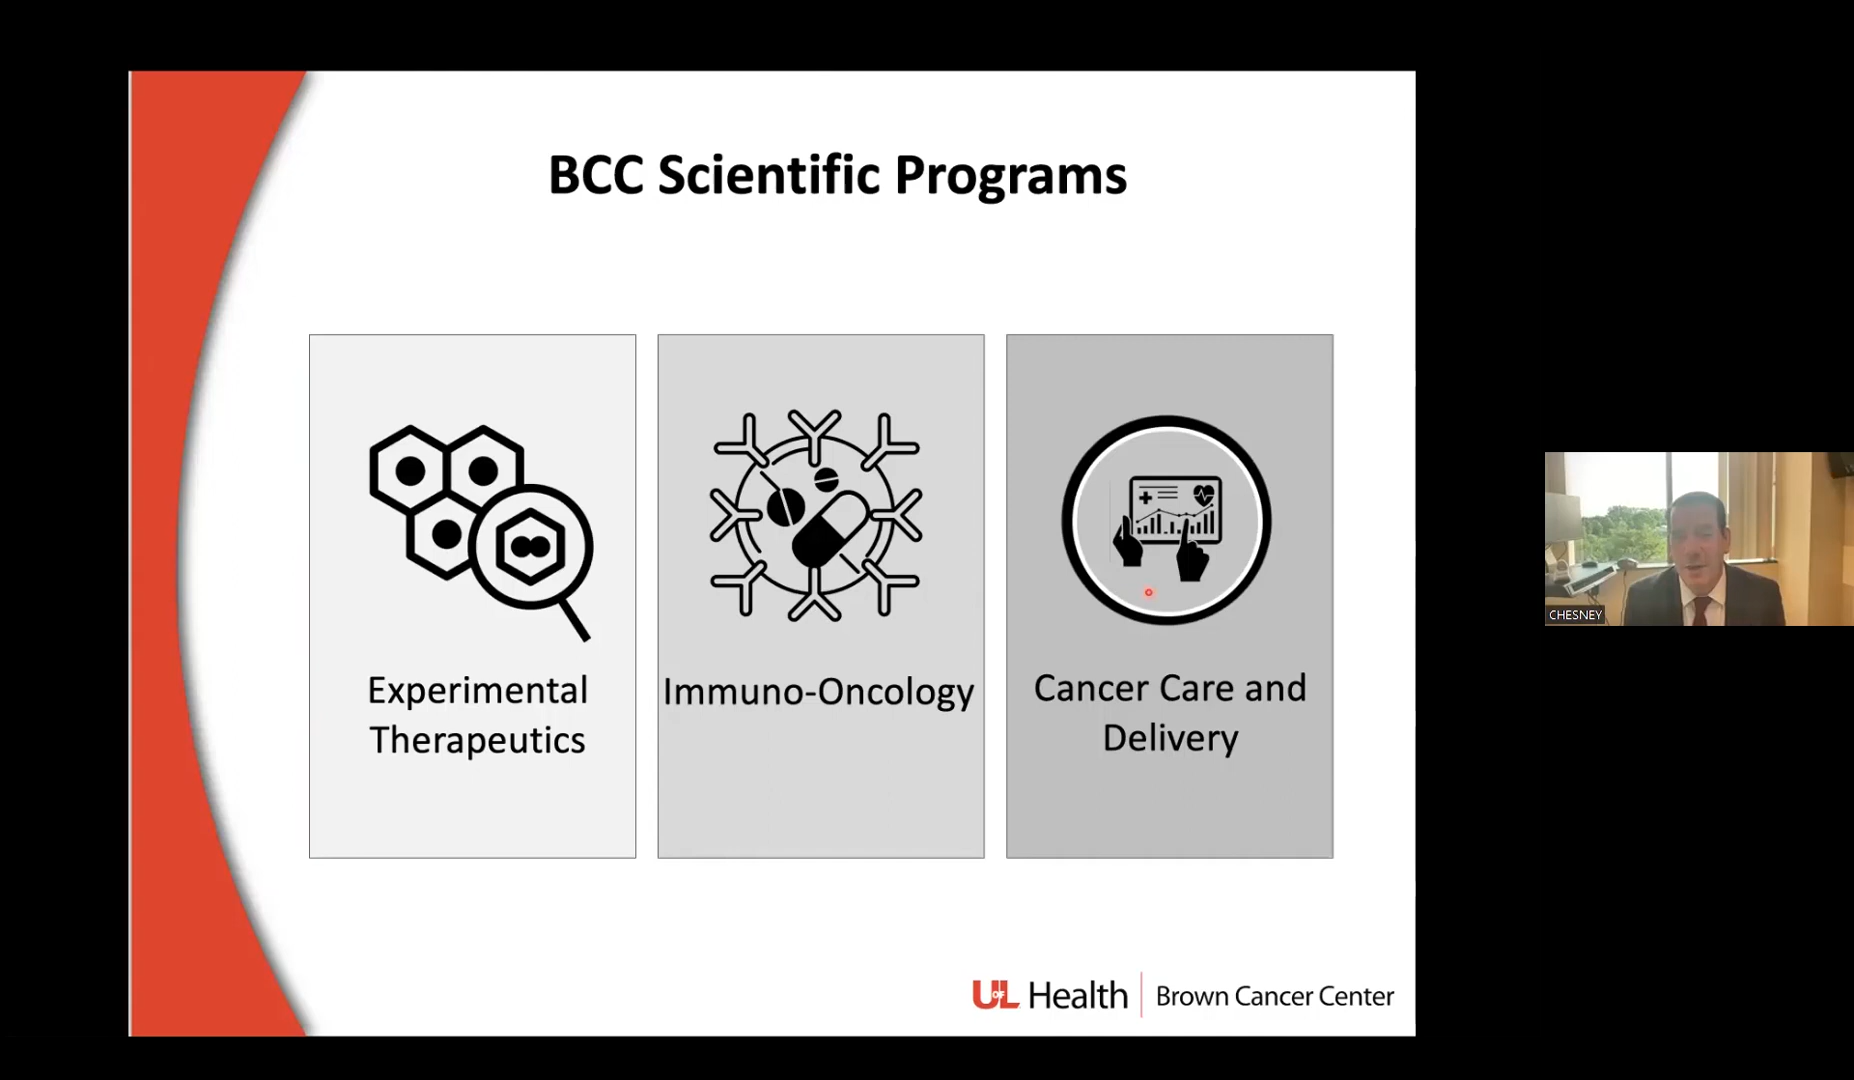 BCC Scientific Programs
Experimental
Therapeutics
Immuno-Oncology
Cancer Care and
Delivery
UofL Health | Brown Cancer Center
CHESNEY